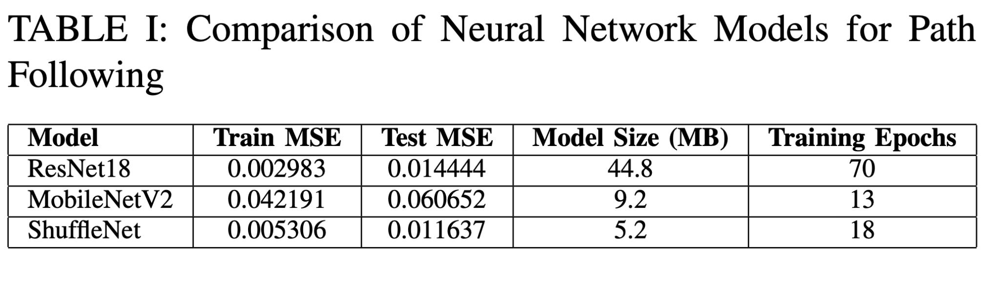 TABLE I: Comparison of Neural Network Models for Path
Following
Model Train MSE Test MSE Model Size (MB) Training Epochs
ResNet18 0.002983 0.014444 44.8 70
MobileNetV2 0.042191 0.060652 9.2 13
ShuffleNet 0.005306 0.011637 5.2 18